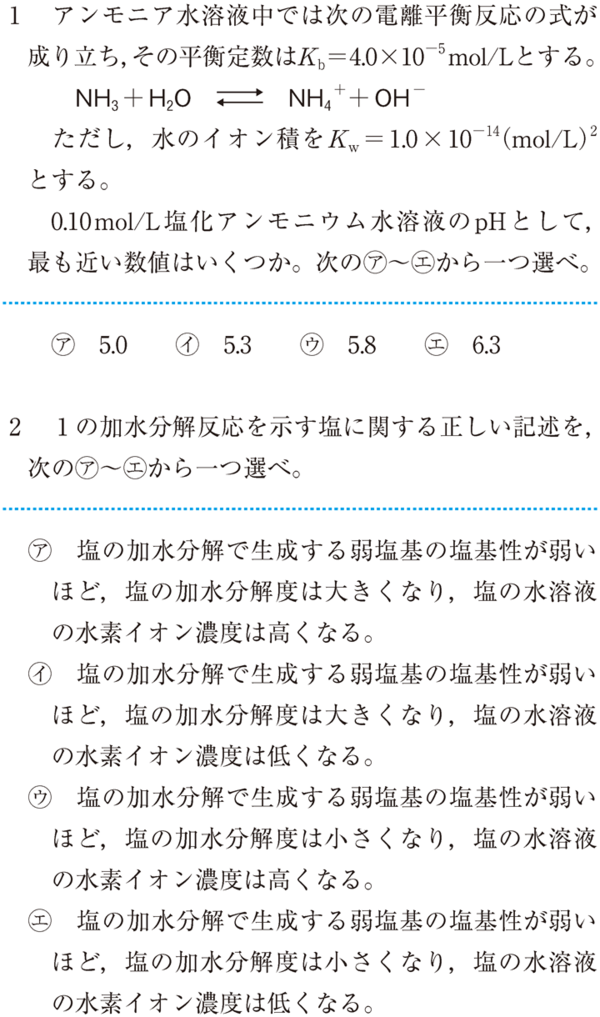 1 アンモニア水溶液中では次の電離平衡反応の式が
成り立ち,その平衡定数はKb=4.0×10⁻⁵mol/Lとする。
NH₃+H₂O ⇄ NH₄⁺+OH⁻
ただし,水のイオン積をKw=1.0×10⁻¹⁴(mol/L)²
とする。
0.10mol/L塩化アンモニウム水溶液のpHとして,
最も近い数値はいくつか。次の㋐〜㋓から一つ選べ。
㋐ 5.0 ㋑ 5.3 ㋒ 5.8 ㋓ 6.3
2 1の加水分解反応を示す塩に関する正しい記述を,
次の㋐〜㋓から一つ選べ。
㋐ 塩の加水分解で生成する弱塩基の塩基性が弱い
ほど,塩の加水分解度は大きくなり,塩の水溶液
の水素イオン濃度は高くなる。
㋑ 塩の加水分解で生成する弱塩基の塩基性が弱い
ほど,塩の加水分解度は大きくなり,塩の水溶液
の水素イオン濃度は低くなる。
㋒ 塩の加水分解で生成する弱塩基の塩基性が弱い
ほど,塩の加水分解度は小さくなり,塩の水溶液
の水素イオン濃度は高くなる。
㋓ 塩の加水分解で生成する弱塩基の塩基性が弱い
ほど,塩の加水分解度は小さくなり,塩の水溶液
の水素イオン濃度は低くなる。